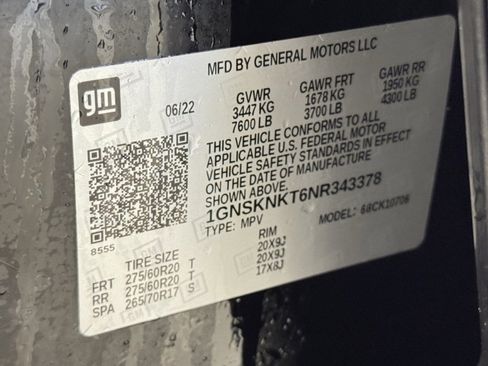 MFD BY GENERAL MOTORS LLC
gm
06/22
GVWR GAWR FRT GAWR RR
3447 KG 1678 KG 1950 KG
7600 LB 3700 LB 4300 LB
THIS VEHICLE CONFORMS TO ALL
APPLICABLE U.S. FEDERAL MOTOR
VEHICLE SAFETY STANDARDS IN EFFECT
ON THE DATE OF MANUFACTURE
SHOWN ABOVE.
1GNSKNKT6NR343378
TYPE: MPV MODEL: 6BCK10706
8555
TIRE SIZE RIM
FRT 275/60R20 T 20X9J
RR 275/60R20 T 20X9J
SPA 265/70R17 S 17X8J